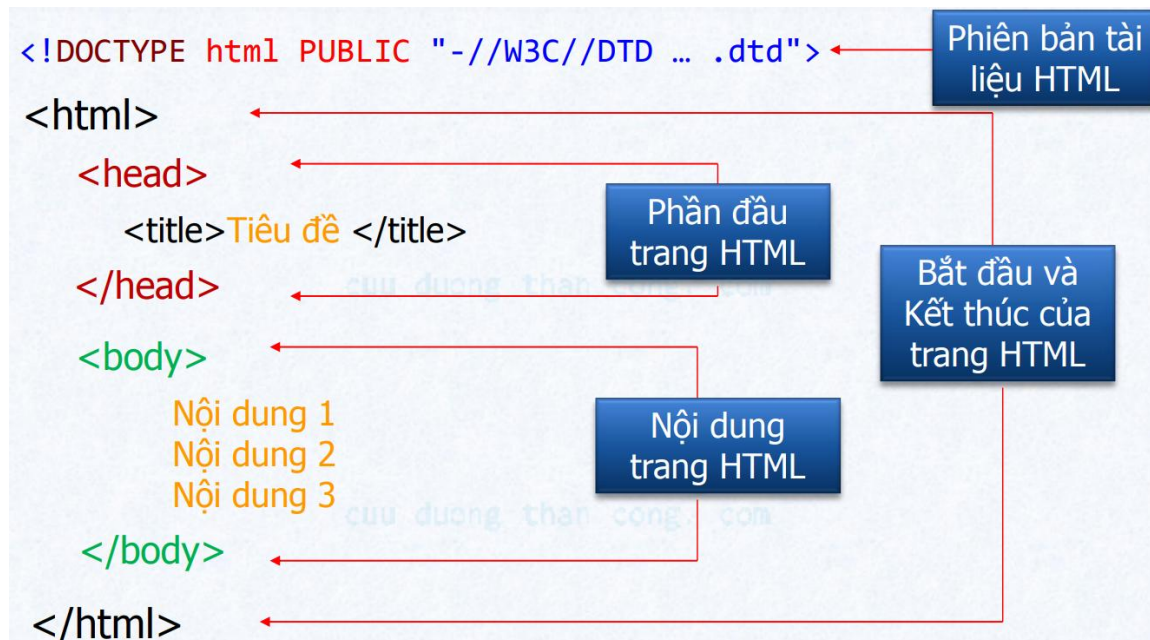 <!DOCTYPE html PUBLIC "-//W3C//DTD … .dtd">
Phiên bản tài
liệu HTML
<html>
<head>
<title>Tiêu đề </title>
</head>
Phần đầu
trang HTML
cuu duong than cong. com
Bắt đầu và
Kết thúc của
trang HTML
<body>
Nội dung 1
Nội dung 2
Nội dung 3
Nội dung
trang HTML
cuu duong than cong. com
</body>
</html>